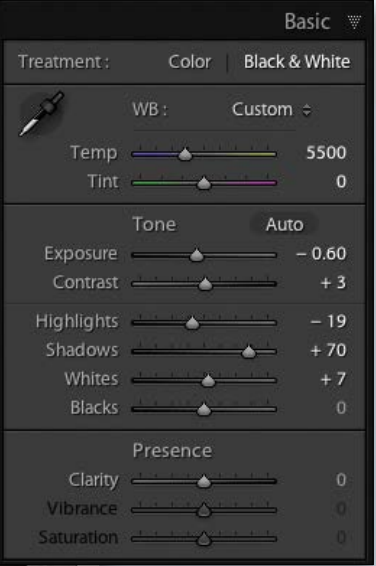 Basic
Treatment : Color | Black & White
WB : Custom
Temp 5500
Tint 0
Tone Auto
Exposure – 0.60
Contrast + 3
Highlights – 19
Shadows + 70
Whites + 7
Blacks 0
Presence
Clarity 0
Vibrance 0
Saturation 0